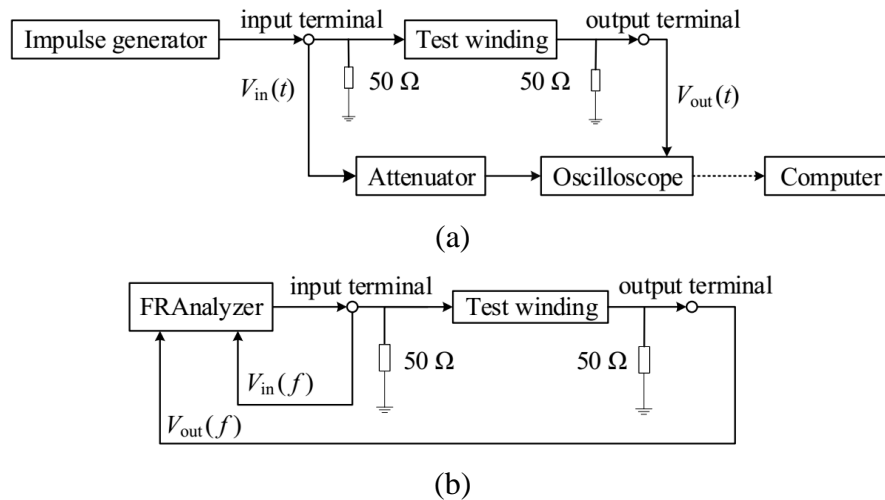 input terminal
output terminal
Impulse generator
Test winding
50 Ω
50 Ω
V_in(t)
V_out(t)
Attenuator
Oscilloscope
Computer
(a)
input terminal
output terminal
FRAnalyzer
Test winding
50 Ω
50 Ω
V_in(f)
V_out(f)
(b)